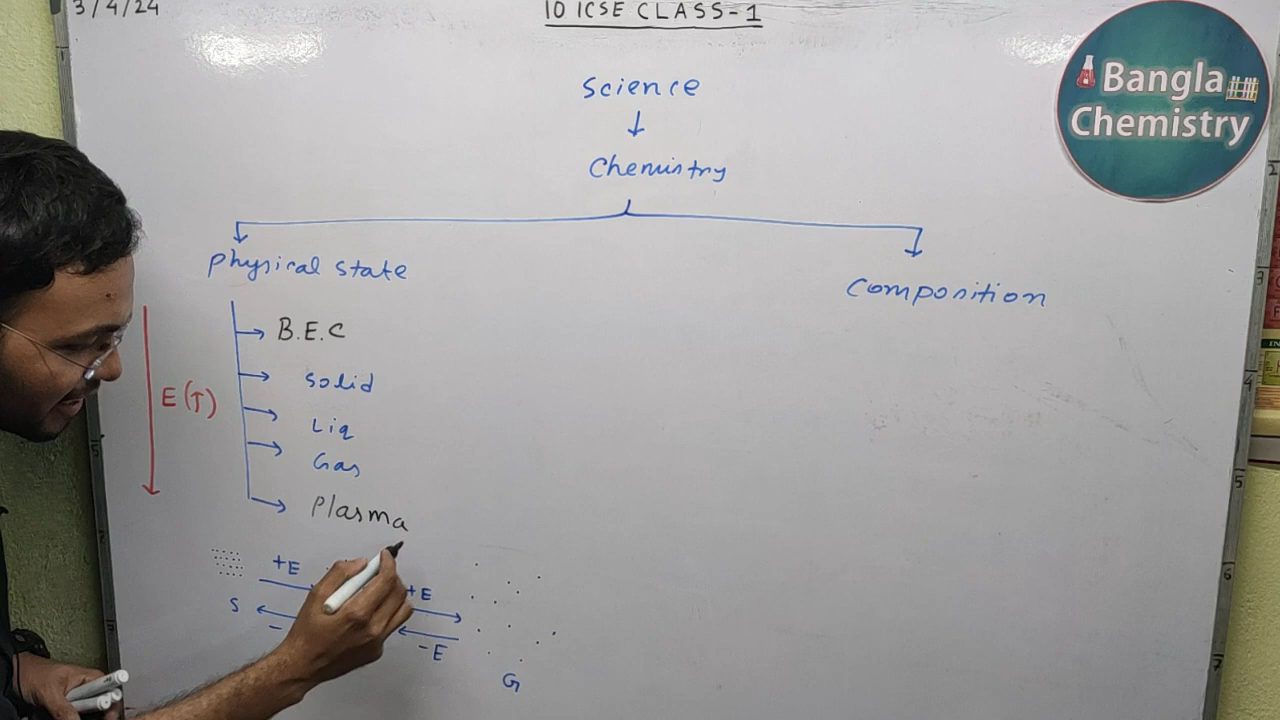 3/4/24
10 ICSE CLASS-1
Bangla
Chemistry
Science
Chemistry
Physical state
Composition
B.E.C
Solid
Liq
Gas
Plasma
E(↑)
+E
+E
S
-
-E
G